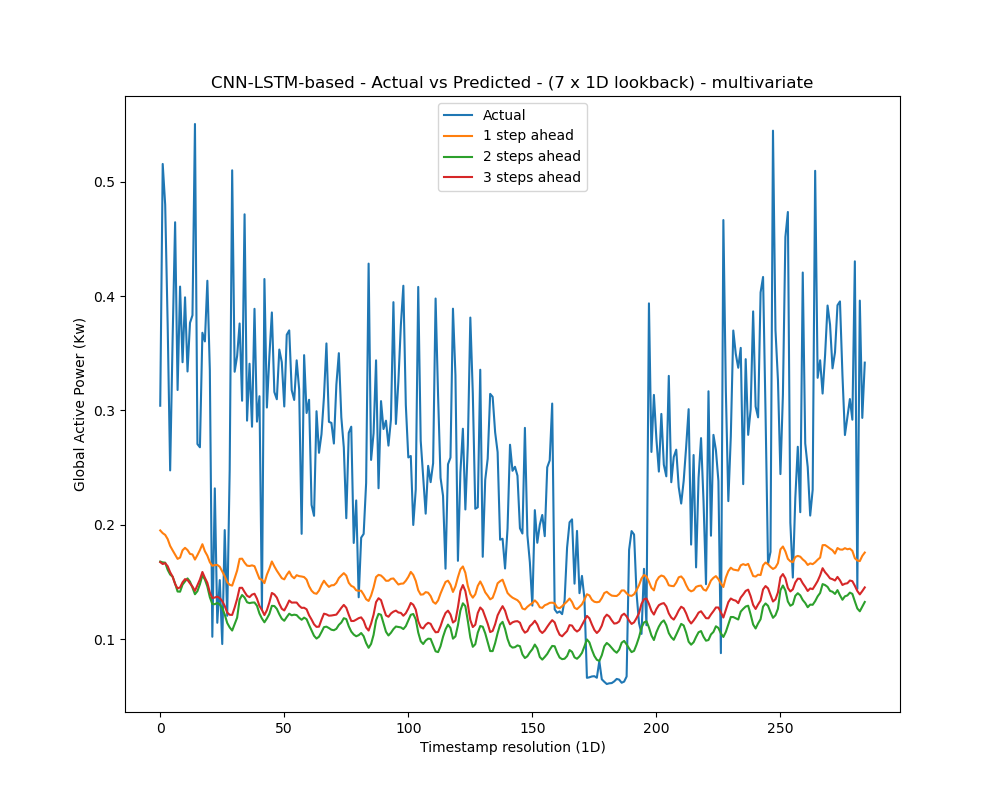 CNN-LSTM-based - Actual vs Predicted - (7 x 1D lookback) - multivariate
Actual
1 step ahead
2 steps ahead
3 steps ahead
0.5
0.4
0.3
0.2
0.1
Global Active Power (Kw)
0
50
100
150
200
250
Timestamp resolution (1D)